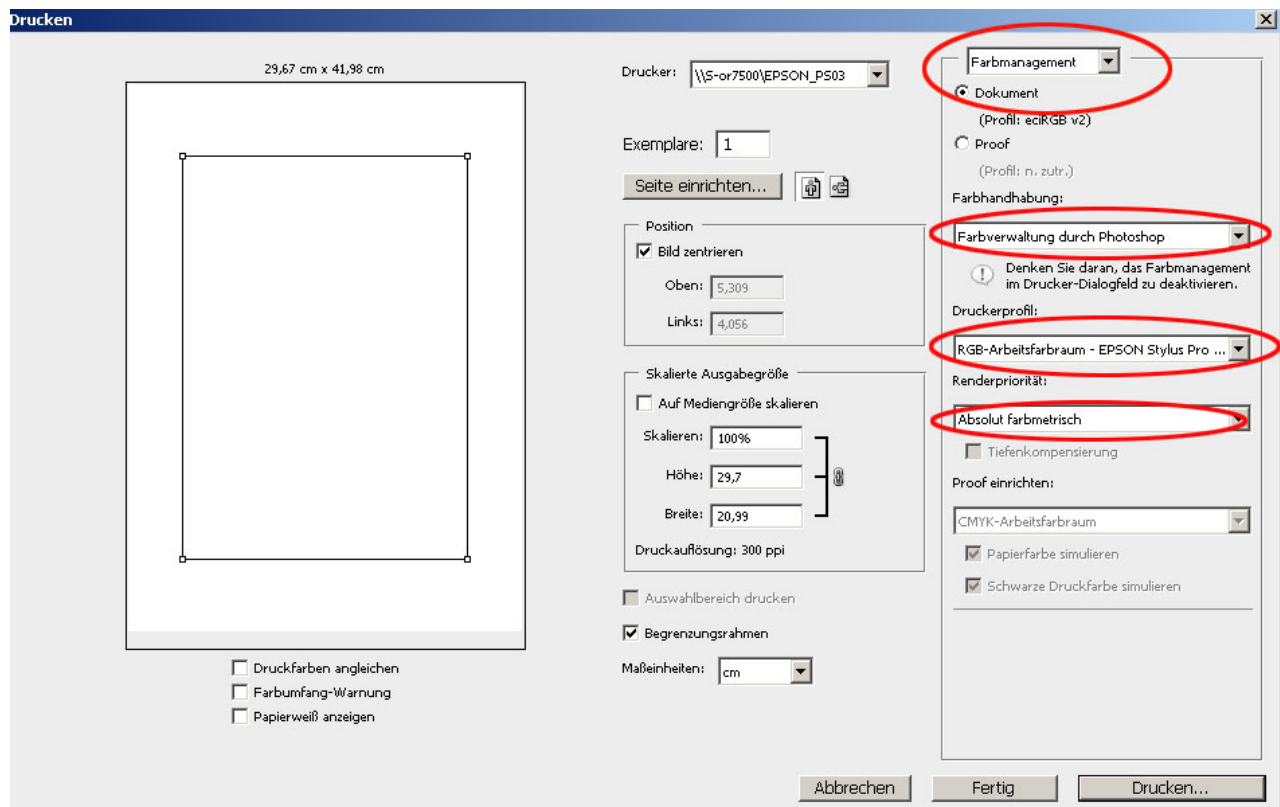 Drucken
29,67 cm x 41,98 cm
Druckfarben angleichen
Farbumfang-Warnung
Papierweiß anzeigen
Drucker: \\S-or7500\EPSON_PS03
Exemplare: 1
Seite einrichten...
Position
Bild zentrieren
Oben: 5,309
Links: 4,056
Skalierte Ausgabegröße
Auf Mediengröße skalieren
Skalieren: 100%
Höhe: 29,7
Breite: 20,99
Druckauflösung: 300 ppi
Auswahlbereich drucken
Begrenzungsrahmen
Maßeinheiten: cm
Farbmanagement
Dokument
(Profil: eciRGB v2)
Proof
(Profil: n. zutr.)
Farbhandhabung:
Farbverwaltung durch Photoshop
Denken Sie daran, das Farbmanagement
im Drucker-Dialogfeld zu deaktivieren.
Druckerprofil:
RGB-Arbeitsfarbraum - EPSON Stylus Pro ...
Renderpriorität:
Absolut farbmetrisch
Tiefenkompensierung
Proof einrichten:
CMYK-Arbeitsfarbraum
Papierfarbe simulieren
Schwarze Druckfarbe simulieren
Abbrechen
Fertig
Drucken...